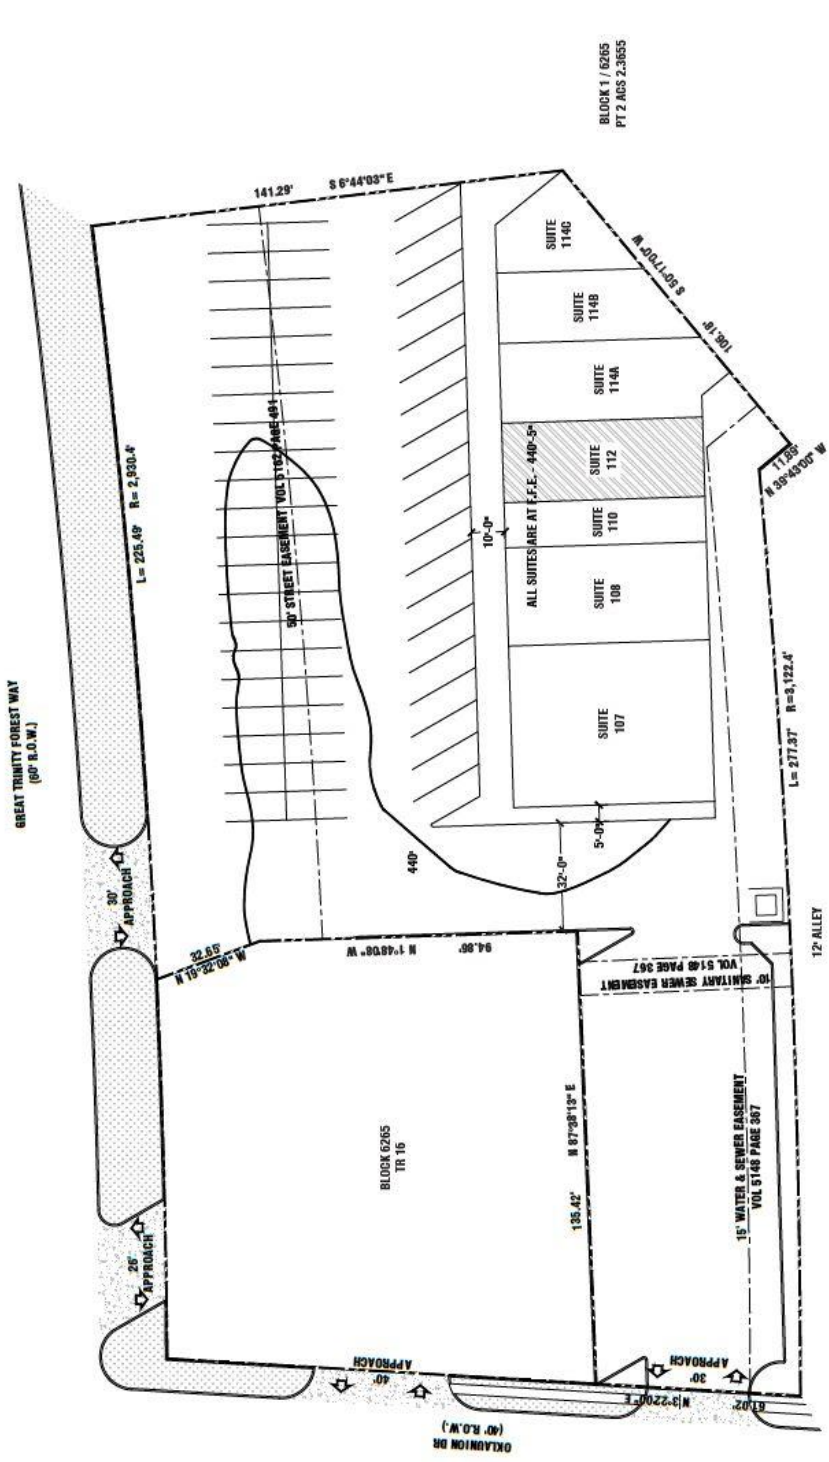 BLOCK 1 / 6265
PT 2 ACS 2.3655
141.29'
S 6°44'03" E
SUITE
114C
S 50°17'00" W
106.18'
SUITE
114B
SUITE
114A
SUITE
112
SUITE
110
SUITE
108
SUITE
107
ALL SUITES ARE AT F.F.E. - 440'-5"
10'-0"
11.89'
N 39°43'00" W
50' STREET EASEMENT VOL 5162 PAGE 491
L= 225.49' R= 2,930.4'
GREAT TRINITY FOREST WAY
(60' R.O.W.)
L= 277.37' R=3,122.4'
440'
5'-0"
32'-0"
30'
APPROACH
32.65'
N 19°32'08" W
N 1°48'08" W
94.86'
10' SANITARY SEWER EASEMENT
VOL 5148 PAGE 367
12' ALLEY
BLOCK 6265
TR 16
135.42'
N 87°38'13" E
15' WATER & SEWER EASEMENT
VOL 5148 PAGE 367
26'
APPROACH
40'
APPROACH
30'
APPROACH
N 3°22'00" E
61.02'
OKLAUNION DR
(40' R.O.W.)